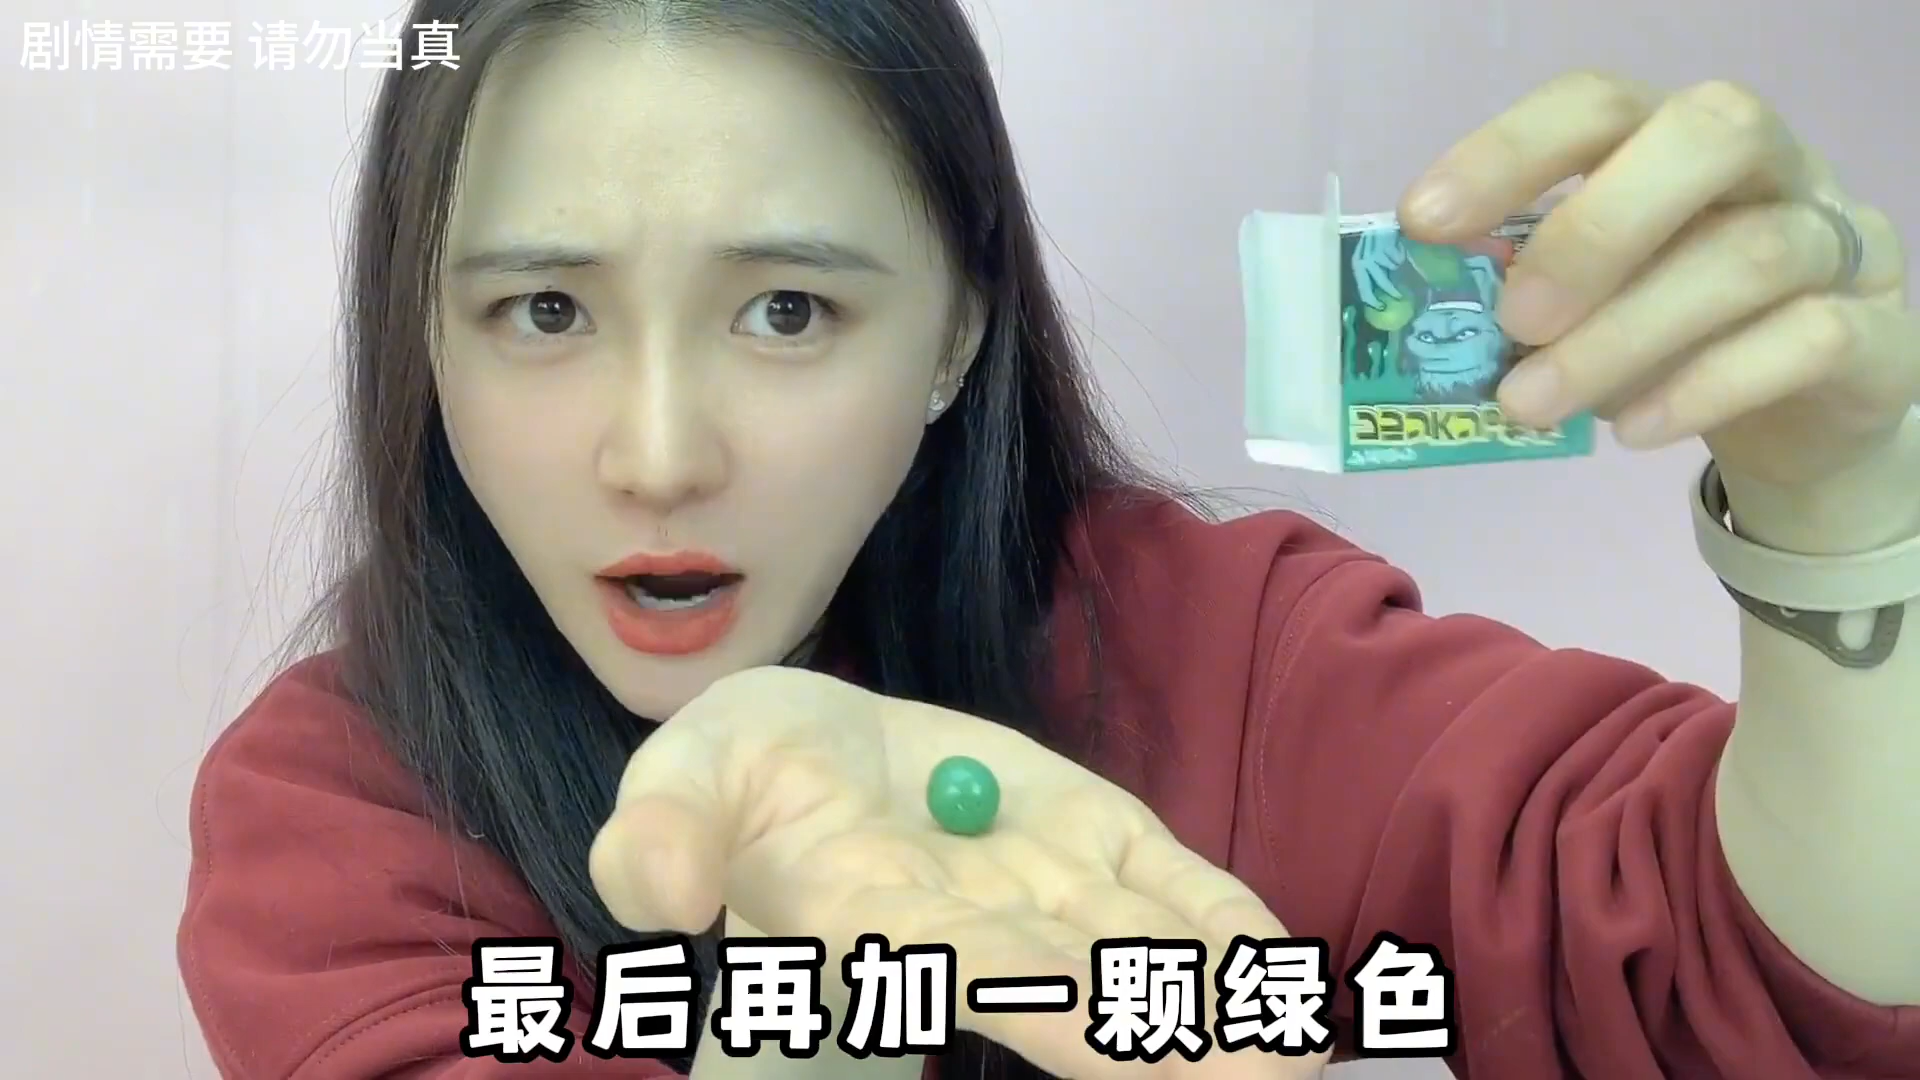 剧情需要 请勿当真
最后再加一颗绿色